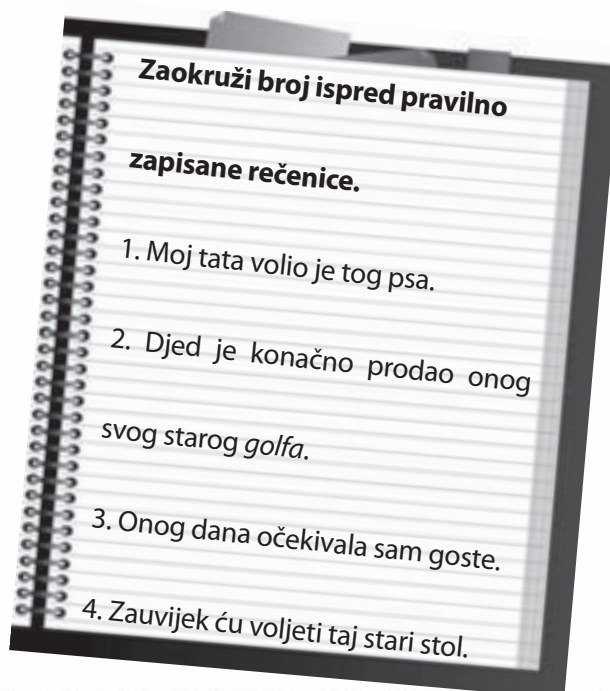 Zaokruži broj ispred pravilno
zapisane rečenice.
1. Moj tata volio je tog psa.
2. Djed je konačno prodao onog
svog starog golfa.
3. Onog dana očekivala sam goste.
4. Zauvijek ću voljeti taj stari stol.